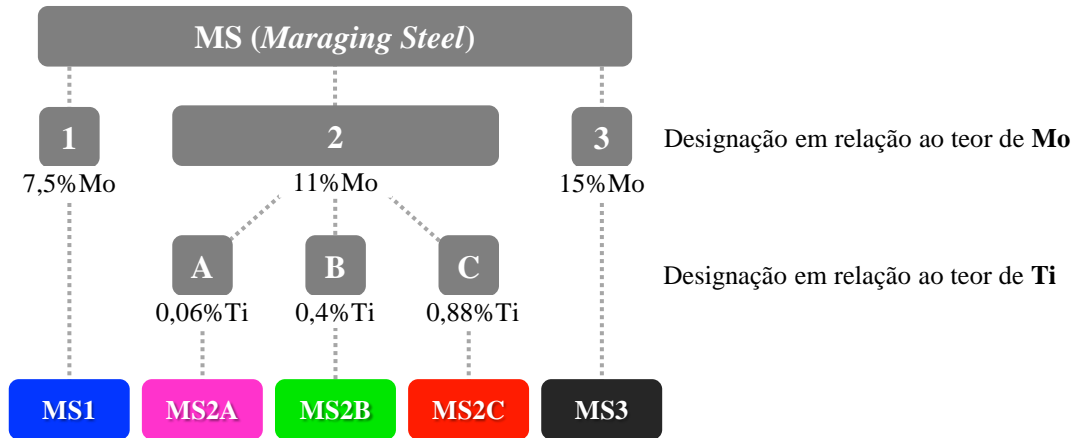 MS (Maraging Steel)
1 2 3 Designação em relação ao teor de Mo
7,5%Mo 11%Mo 15%Mo
A B C Designação em relação ao teor de Ti
0,06%Ti 0,4%Ti 0,88%Ti
MS1 MS2A MS2B MS2C MS3